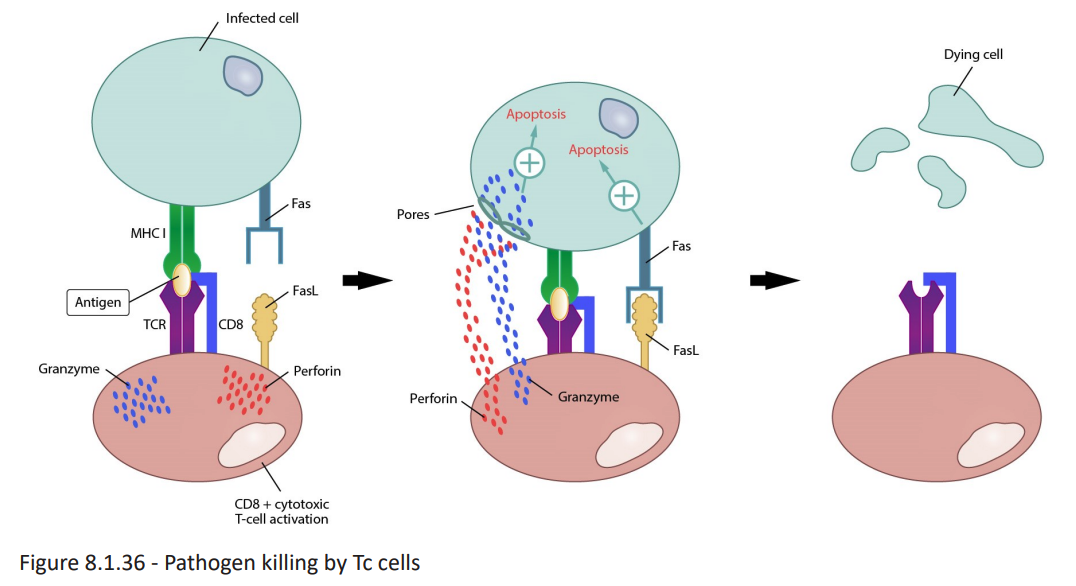 Infected cell
Fas
MHC I
Antigen
FasL
TCR
CD8
Granzyme
Perforin
CD8 + cytotoxic
T-cell activation
Apoptosis
Apoptosis
Pores
Fas
FasL
Perforin
Granzyme
Dying cell
Figure 8.1.36 - Pathogen killing by Tc cells